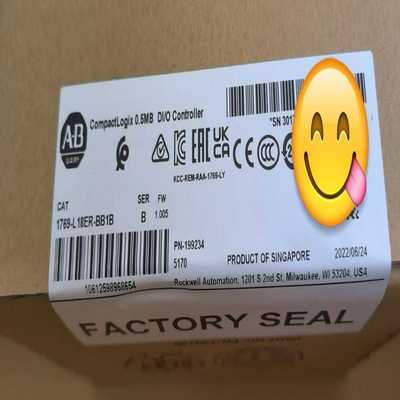 CompactLogix 0.5MB DI/O Controller
*SN 301
A-B
KCC-REM-RAA-1769-LY
CAT
SER
FW
1769-L18ER-BB1B
B
1.005
PN-199234
5170
PRODUCT OF SINGAPORE
2022/06/24
10612598968654
Rockwell Automation, 1201 S 2nd St, Milwaukee, WI 53204, USA
FACTORY SEAL